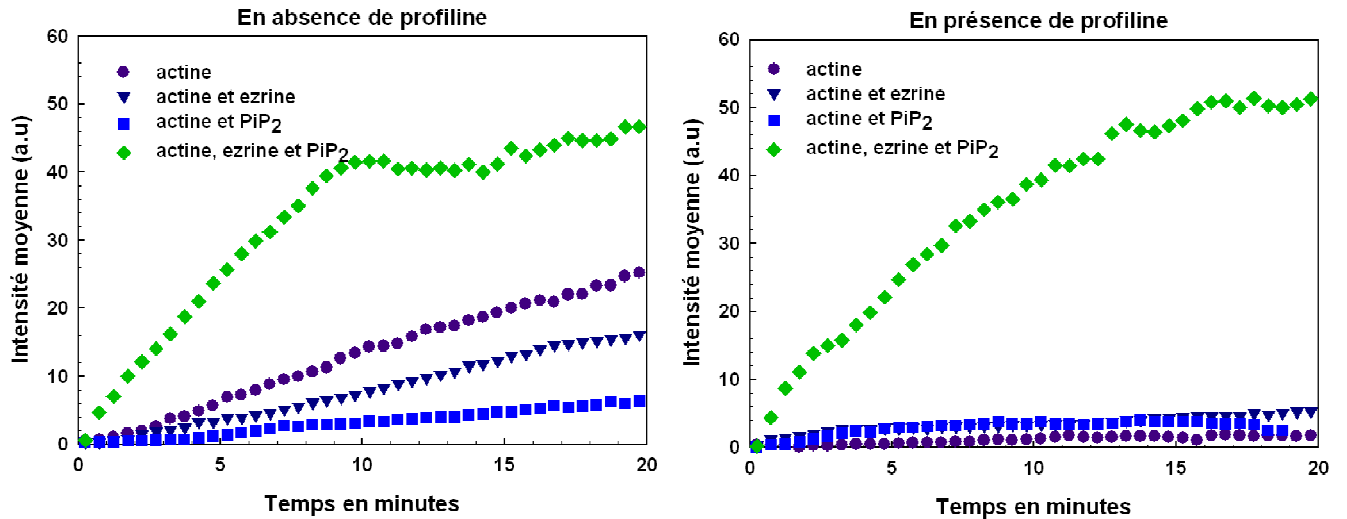 En absence de profiline
60
50
40
30
20
10
0
Intensité moyenne (a.u)
actine
actine et ezrine
actine et PiP2
actine, ezrine et PiP2
0 5 10 15 20
Temps en minutes
En présence de profiline
60
50
40
30
20
10
0
Intensité moyenne (a.u)
actine
actine et ezrine
actine et PiP2
actine, ezrine et PiP2
0 5 10 15 20
Temps en minutes